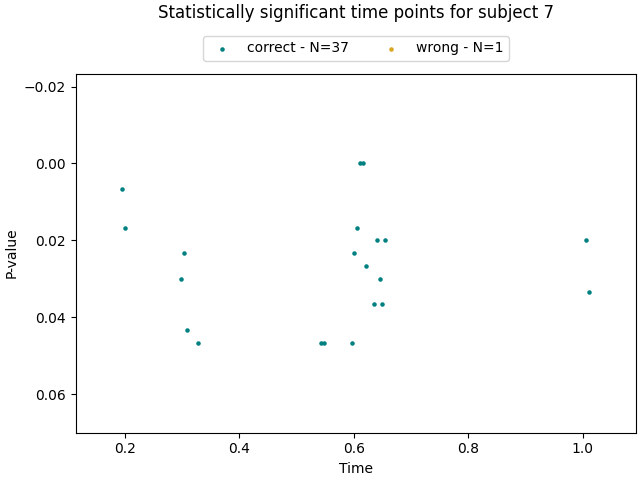 Statistically significant time points for subject 7
correct - N=37 wrong - N=1
−0.02
0.00
0.02
0.04
0.06
P-value
0.2 0.4 0.6 0.8 1.0
Time